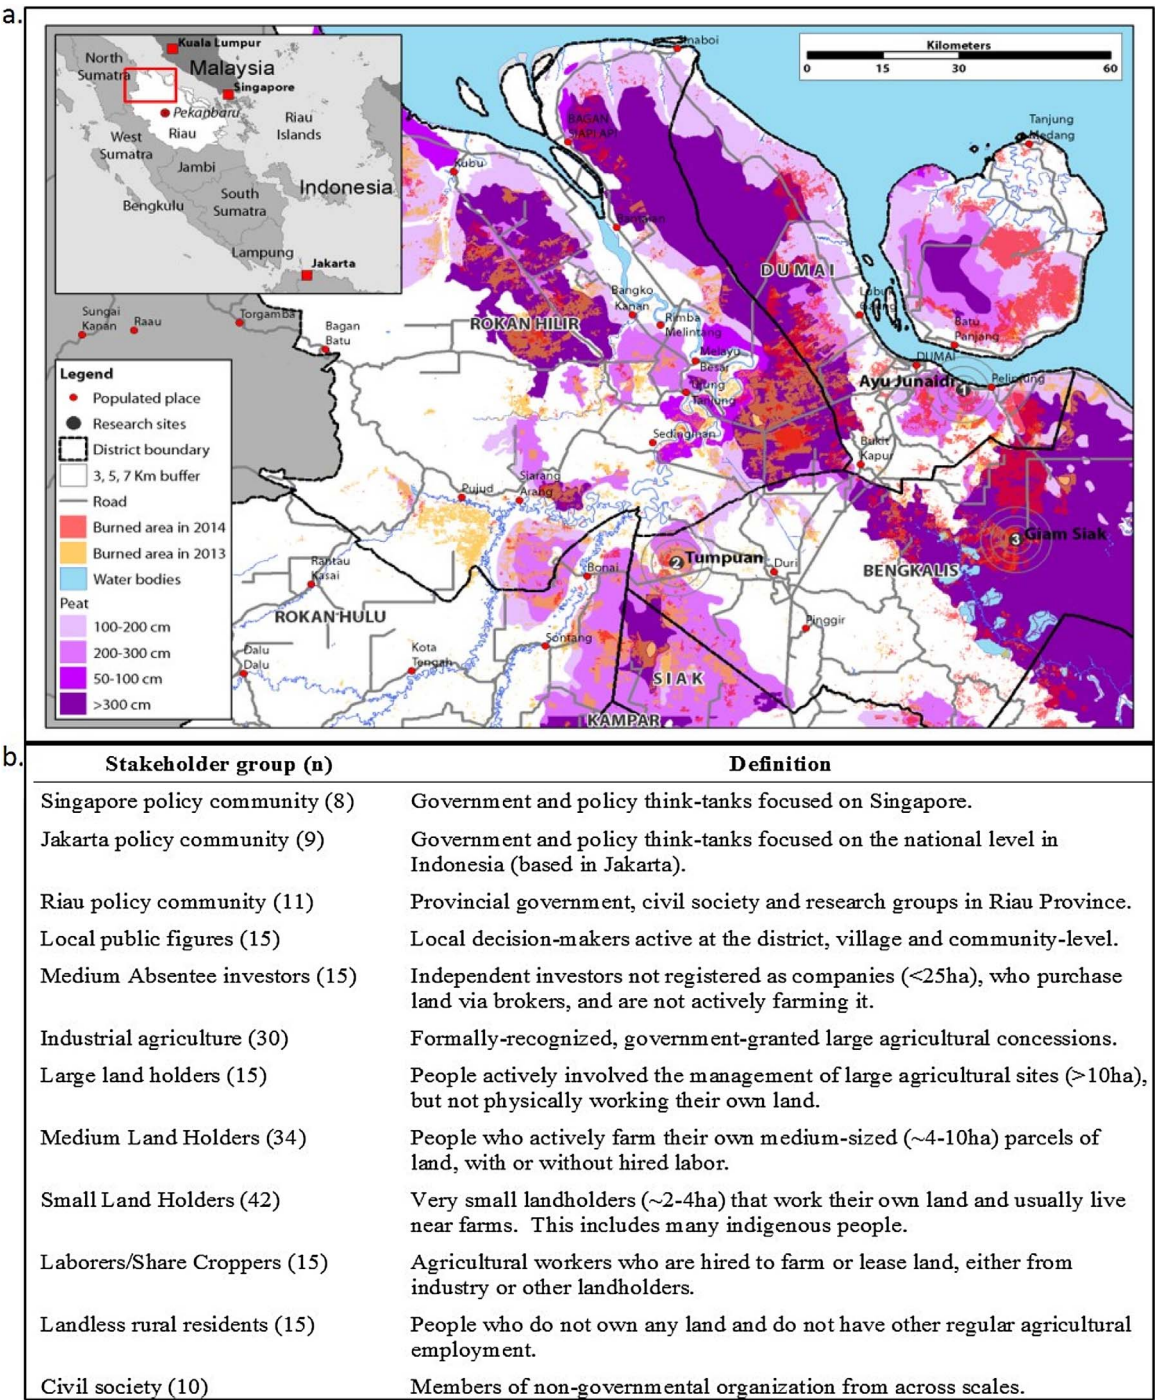 a.
North
Sumatra
Kuala Lumpur
Malaysia
Singapore
Pekanbaru
Riau
Riau
Islands
West
Sumatra
Jambi
Indonesia
South
Sumatra
Bengkulu
Lampung
Jakarta
Kilometers
0 15 30 60
BAGAN
SIAPI API
Kubu
Tanjung
Medang
DUMAI
Bangko
Kanan
Rimba
Melintang
ROKAN HILIR
Melayu
Besar
Ujung
Tanjung
Batu
Panjang
DUMAI
Ayu Junaidi
1
Pelintung
Sungai
Kanan
Raau
Torgamba
Bagan
Batu
Sedinginan
Bukit
Kapur
Siarang
Arang
Pujud
3
Giam Siak
2
Tumpuan
Duri
BENGKALIS
Rantau
Kasai
Bonai
ROKAN HULU
Pinggir
Sontang
Dalu
Dalu
Kota
Tengah
SIAK
KAMPAR
Legend
Populated place
Research sites
District boundary
3, 5, 7 Km buffer
Road
Burned area in 2014
Burned area in 2013
Water bodies
Peat
100-200 cm
200-300 cm
50-100 cm
>300 cm
b.
Stakeholder group (n) Definition
Singapore policy community (8) Government and policy think-tanks focused on Singapore.
Jakarta policy community (9) Government and policy think-tanks focused on the national level in
Indonesia (based in Jakarta).
Riau policy community (11) Provincial government, civil society and research groups in Riau Province.
Local public figures (15) Local decision-makers active at the district, village and community-level.
Medium Absentee investors (15) Independent investors not registered as companies (<25ha), who purchase
land via brokers, and are not actively farming it.
Industrial agriculture (30) Formally-recognized, government-granted large agricultural concessions.
Large land holders (15) People actively involved the management of large agricultural sites (>10ha),
but not physically working their own land.
Medium Land Holders (34) People who actively farm their own medium-sized (~4-10ha) parcels of
land, with or without hired labor.
Small Land Holders (42) Very small landholders (~2-4ha) that work their own land and usually live
near farms. This includes many indigenous people.
Laborers/Share Croppers (15) Agricultural workers who are hired to farm or lease land, either from
industry or other landholders.
Landless rural residents (15) People who do not own any land and do not have other regular agricultural
employment.
Civil society (10) Members of non-governmental organization from across scales.